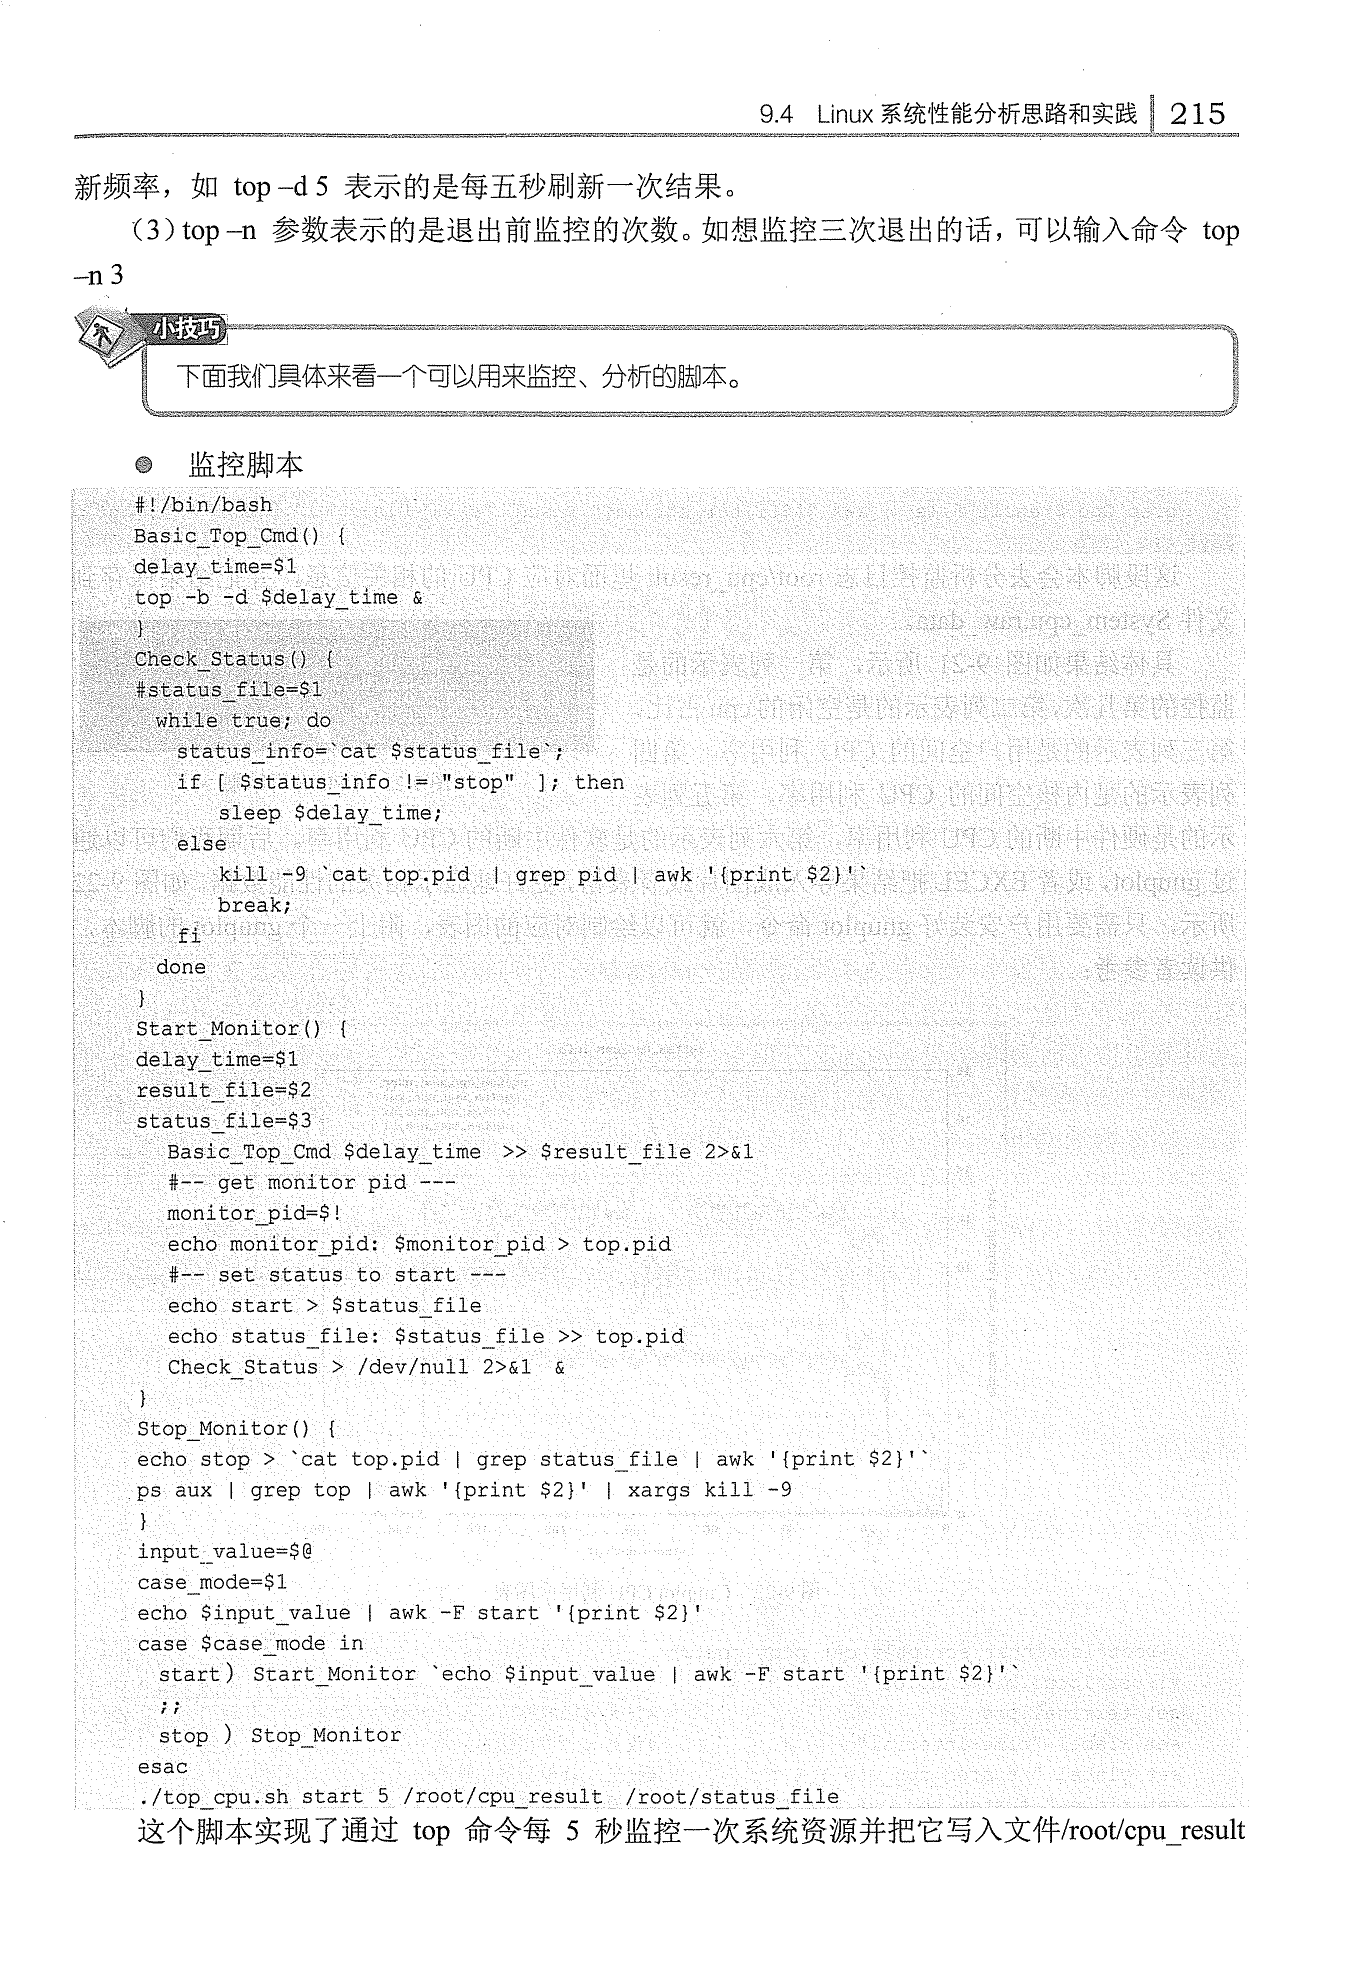 9.4 Linux 系统性能分析思路和实践 215
新频率，如 top –d 5 表示的是每五秒刷新一次结果。
（3）top –n 参数表示的是退出前监控的次数。如想监控三次退出的话，可以输入命令 top
–n 3
小技巧
下面我们具体来看一个可以用来监控、分析的脚本。
● 监控脚本
#!/bin/bash
Basic_Top_Cmd() {
delay_time=$1
top -b -d $delay_time &
}
Check_Status() {
#status_file=$1
while true; do
status_info=`cat $status_file`;
if [ $status_info != "stop" ]; then
sleep $delay_time;
else
kill -9 `cat top.pid | grep pid | awk '{print $2}'`
break;
fi
done
}
Start_Monitor() {
delay_time=$1
result_file=$2
status_file=$3
Basic_Top_Cmd $delay_time >> $result_file 2>&1
#-- get monitor pid ---
monitor_pid=$!
echo monitor_pid: $monitor_pid > top.pid
#-- set status to start ---
echo start > $status_file
echo status_file: $status_file >> top.pid
Check_Status > /dev/null 2>&1 &
}
Stop_Monitor() {
echo stop > `cat top.pid | grep status_file | awk '{print $2}'`
ps aux | grep top | awk '{print $2}' | xargs kill -9
}
input_value=$@
case_mode=$1
echo $input_value | awk -F start '{print $2}'
case $case_mode in
start) Start_Monitor `echo $input_value | awk -F start '{print $2}'`
;;
stop ) Stop_Monitor
esac
./top_cpu.sh start 5 /root/cpu_result /root/status_file
这个脚本实现了通过 top 命令每 5 秒监控一次系统资源并把它写入文件/root/cpu_result